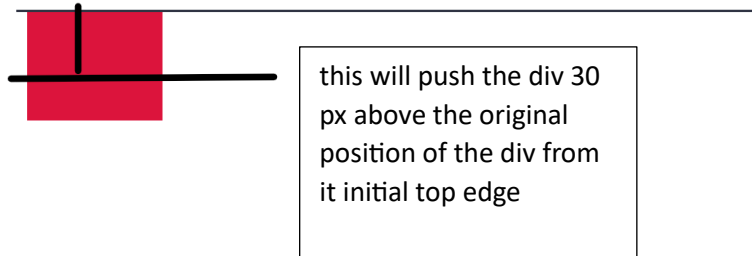 this will push the div 30
px above the original
position of the div from
it initial top edge